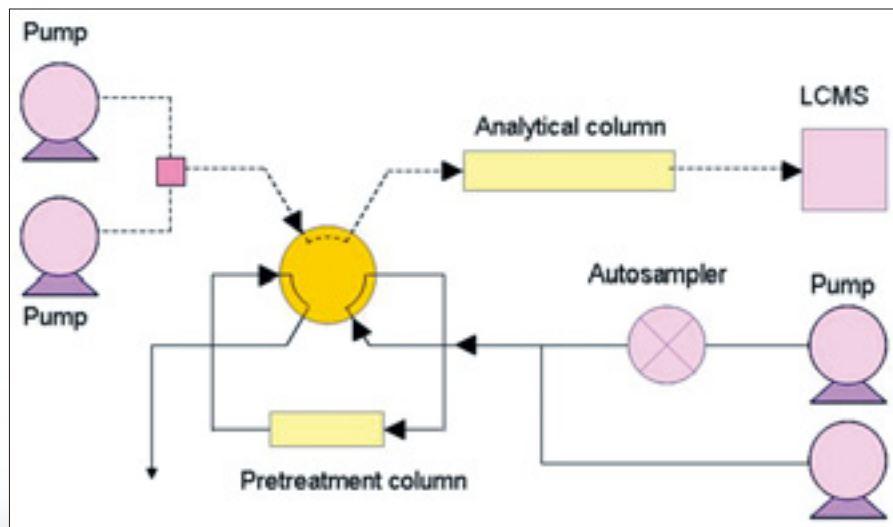 Pump
LCMS
Analytical column
Autosampler
Pump
Pump
Pretreatment column